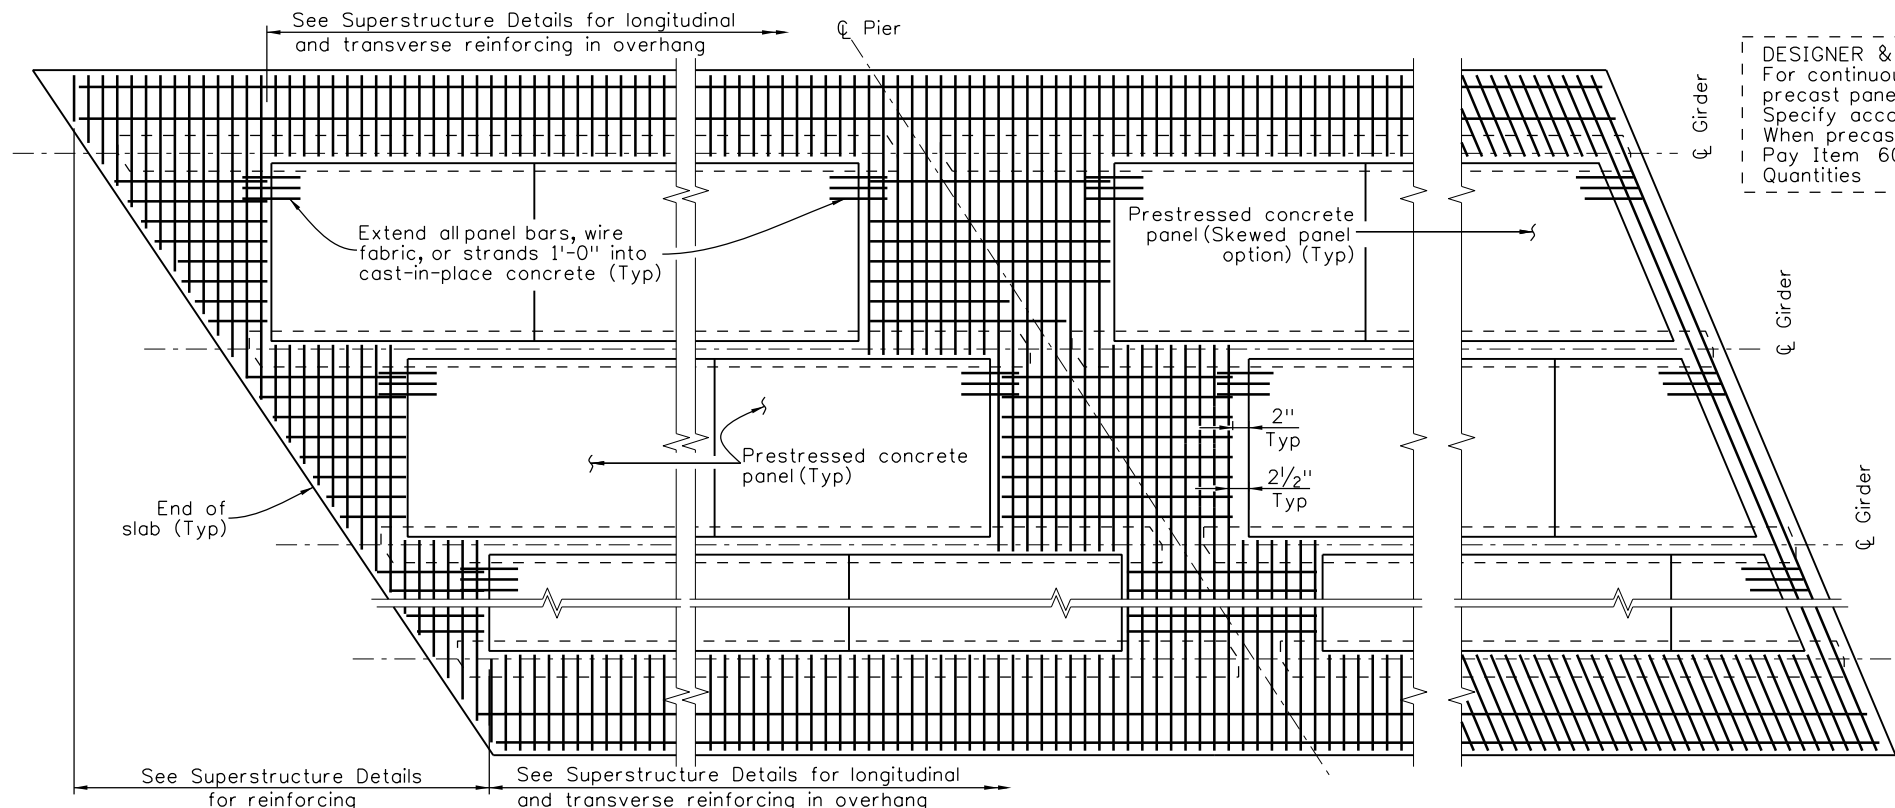 See Superstructure Details for longitudinal
and transverse reinforcing in overhang
℄ Pier
℄ Girder
DESIGNER &
For continuou
precast pane
Specify acco
When precas
Pay Item 60
Quantities
Extend all panel bars, wire
fabric, or strands 1'-0" into
cast-in-place concrete (Typ)
Prestressed concrete
panel (Skewed panel
option) (Typ)
℄ Girder
2"
Typ
Prestressed concrete
panel (Typ)
2½"
Typ
End of
slab (Typ)
℄ Girder
See Superstructure Details
for reinforcing
See Superstructure Details for longitudinal
and transverse reinforcing in overhang